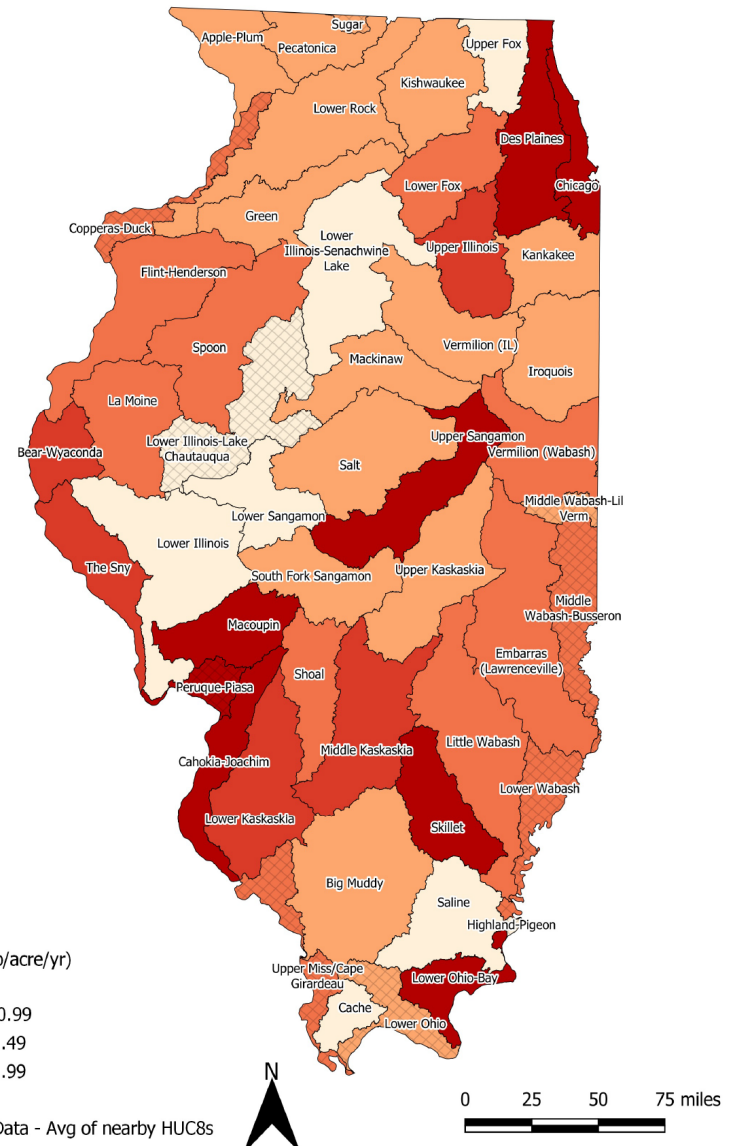 Sugar
Apple-Plum
Pecatonica
Upper Fox
Kishwaukee
Lower Rock
Des Plaines
Lower Fox
Chicago
Green
Copperas-Duck
Lower
Illinois-Senachwine
Lake
Upper Illinois
Kankakee
Flint-Henderson
Spoon
Vermilion (IL)
Mackinaw
Iroquois
La Moine
Upper Sangamon
Lower Illinois-Lake
Chautauqua
Bear-Wyaconda
Vermilion (Wabash)
Salt
Middle Wabash-Lil
Verm
Lower Sangamon
Lower Illinois
The Sny
South Fork Sangamon
Upper Kaskaskia
Middle
Wabash-Busseron
Macoupin
Embarras
(Lawrenceville)
Shoal
Peruque-Piasa
Little Wabash
Middle Kaskaskia
Cahokia-Joachim
Lower Wabash
Lower Kaskaskia
Skillet
Big Muddy
Saline
Highland-Pigeon
o/acre/yr)
Upper Miss/Cape
Girardeau
Lower Ohio-Bay
Cache
0.99
Lower Ohio
.49
.99
N
0 25 50 75 miles
Data - Avg of nearby HUC8s